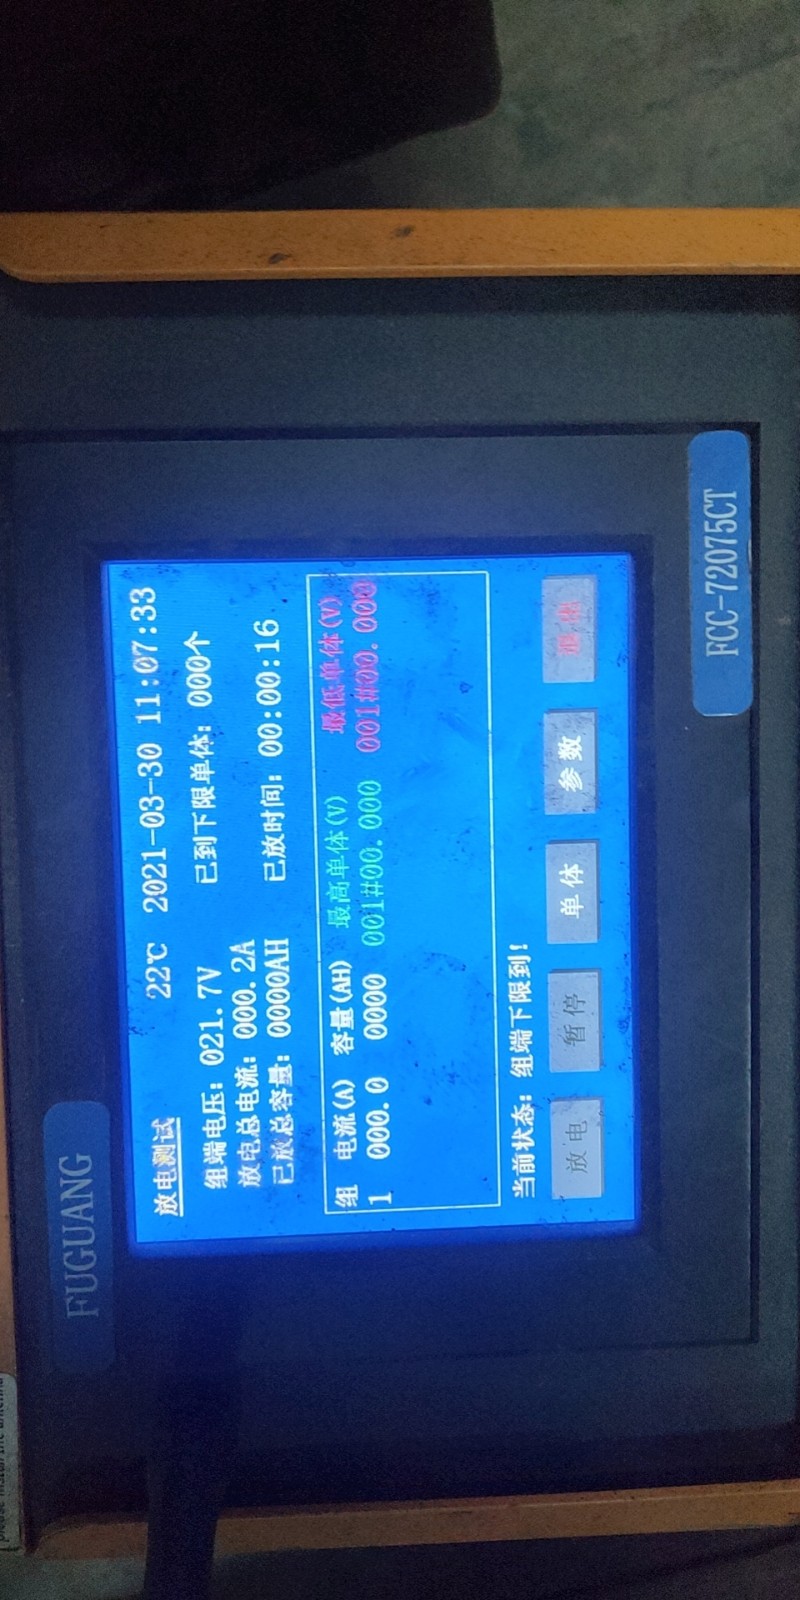 FUGUANG
放电测试 22℃ 2021-03-30 11:07:33
组端电压：021.7V 已到下限单体：000个
放电总电流：000.2A
已放总容量：0000AH 已放时间：00:00:16
组 电流(A) 容量(AH) 最高单体(V) 最低单体(V)
1 000.0 0000 001#00.000 001#00.000
当前状态：组端下限到！
放电 暂停 单体 参数 退出
FCC-72075CT